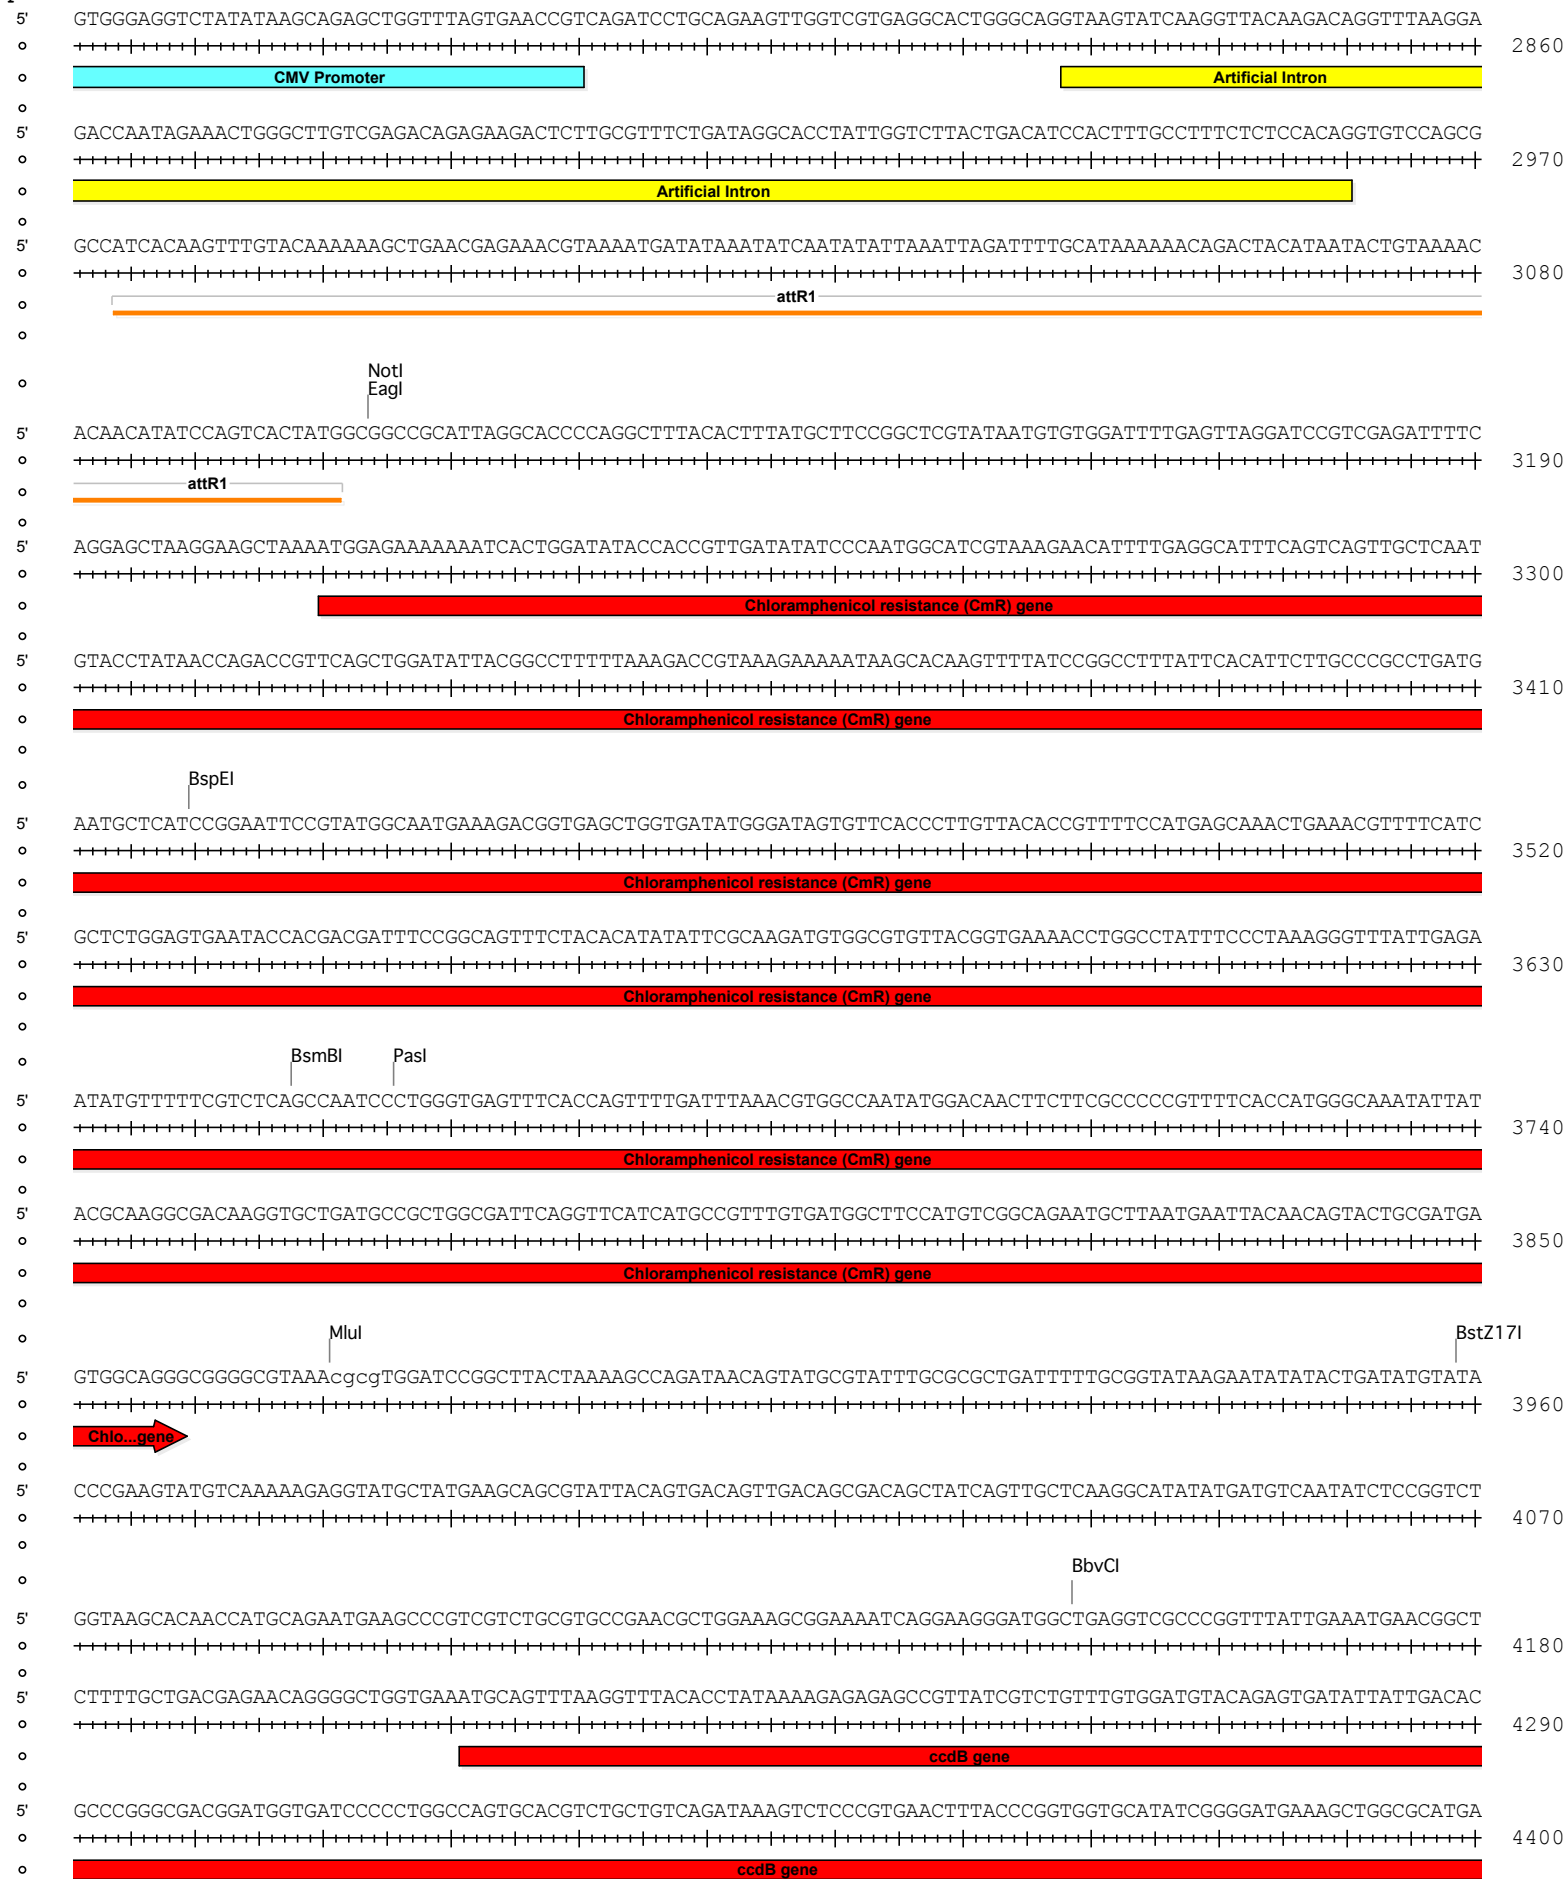 5' GTGGGAGGTCTATATAAGCAGAGCTGGTTTAGTGAACCGTCAGATCCTGCAGAAGTTGGTCGTGAGGCACTGGGCAGGTAAGTATCAAGGTTACAAGACAGGTTTAAGGA
2860
CMV Promoter Artificial Intron
5' GACCAATAGAAACTGGGCTTGTCGAGACAGAGAAGACTCTTGCGTTTCTGATAGGCACCTATTGGTCTTACTGACATCCACTTTGCCTTTCTCTCCACAGGTGTCCAGCG
2970
Artificial Intron
5' GCCATCACAAGTTTGTACAAAAAAGCTGAACGAGAAACGTAAAATGATATAAATATCAATATATTAAATTAGATTTTGCATAAAAAACAGACTACATAATACTGTAAAAC
3080
attR1
NotI
EagI
5' ACAACATATCCAGTCACTATGGCGGCCGCATTAGGCACCCCAGGCTTTACACTTTATGCTTCCGGCTCGTATAATGTGTGGATTTTGAGTTAGGATCCGTCGAGATTTTC
3190
attR1
5' AGGAGCTAAGGAAGCTAAAATGGAGAAAAAAATCACTGGATATACCACCGTTGATATATCCCAATGGCATCGTAAAGAACATTTTGAGGCATTTCAGTCAGTTGCTCAAT
3300
Chloramphenicol resistance (CmR) gene
5' GTACCTATAACCAGACCGTTCAGCTGGATATTACGGCCTTTTTAAAGACCGTAAAGAAAAATAAGCACAAGTTTTATCCGGCCTTTATTCACATTCTTGCCCGCCTGATG
3410
Chloramphenicol resistance (CmR) gene
BspEI
5' AATGCTCATCCGGAATTCCGTATGGCAATGAAAGACGGTGAGCTGGTGATATGGGATAGTGTTCACCCTTGTTACACCGTTTTCCATGAGCAAACTGAAACGTTTTCATC
3520
Chloramphenicol resistance (CmR) gene
5' GCTCTGGAGTGAATACCACGACGATTTCCGGCAGTTTCTACACATATATTCGCAAGATGTGGCGTGTTACGGTGAAAACCTGGCCTATTTCCCTAAAGGGTTTATTGAGA
3630
Chloramphenicol resistance (CmR) gene
BsmBI PasI
5' ATATGTTTTTCGTCTCAGCCAATCCCTGGGTGAGTTTCACCAGTTTTGATTTAAACGTGGCCAATATGGACAACTTCTTCGCCCCCGTTTTCACCATGGGCAAATATTAT
3740
Chloramphenicol resistance (CmR) gene
5' ACGCAAGGCGACAAGGTGCTGATGCCGCTGGCGATTCAGGTTCATCATGCCGTTTGTGATGGCTTCCATGTCGGCAGAATGCTTAATGAATTACAACAGTACTGCGATGA
3850
Chloramphenicol resistance (CmR) gene
MluI BstZ17I
5' GTGGCAGGGCGGGGCGTAAAcgcgTGGATCCGGCTTACTAAAAGCCAGATAACAGTATGCGTATTTGCGCGCTGATTTTTGCGGTATAAGAATATATACTGATATGTATA
3960
Chlo...gene
5' CCCGAAGTATGTCAAAAAGAGGTATGCTATGAAGCAGCGTATTACAGTGACAGTTGACAGCGACAGCTATCAGTTGCTCAAGGCATATATGATGTCAATATCTCCGGTCT
4070
BbvCI
5' GGTAAGCACAACCATGCAGAATGAAGCCCGTCGTCTGCGTGCCGAACGCTGGAAAGCGGAAAATCAGGAAGGGATGGCTGAGGTCGCCCGGTTTATTGAAATGAACGGCT
4180
5' CTTTTGCTGACGAGAACAGGGGCTGGTGAAATGCAGTTTAAGGTTTACACCTATAAAAGAGAGAGCCGTTATCGTCTGTTTGTGGATGTACAGAGTGATATTATTGACAC
4290
ccdB gene
5' GCCCGGGCGACGGATGGTGATCCCCCTGGCCAGTGCACGTCTGCTGTCAGATAAAGTCTCCCGTGAACTTTACCCGGTGGTGCATATCGGGGATGAAAGCTGGCGCATGA
4400
ccdB gene